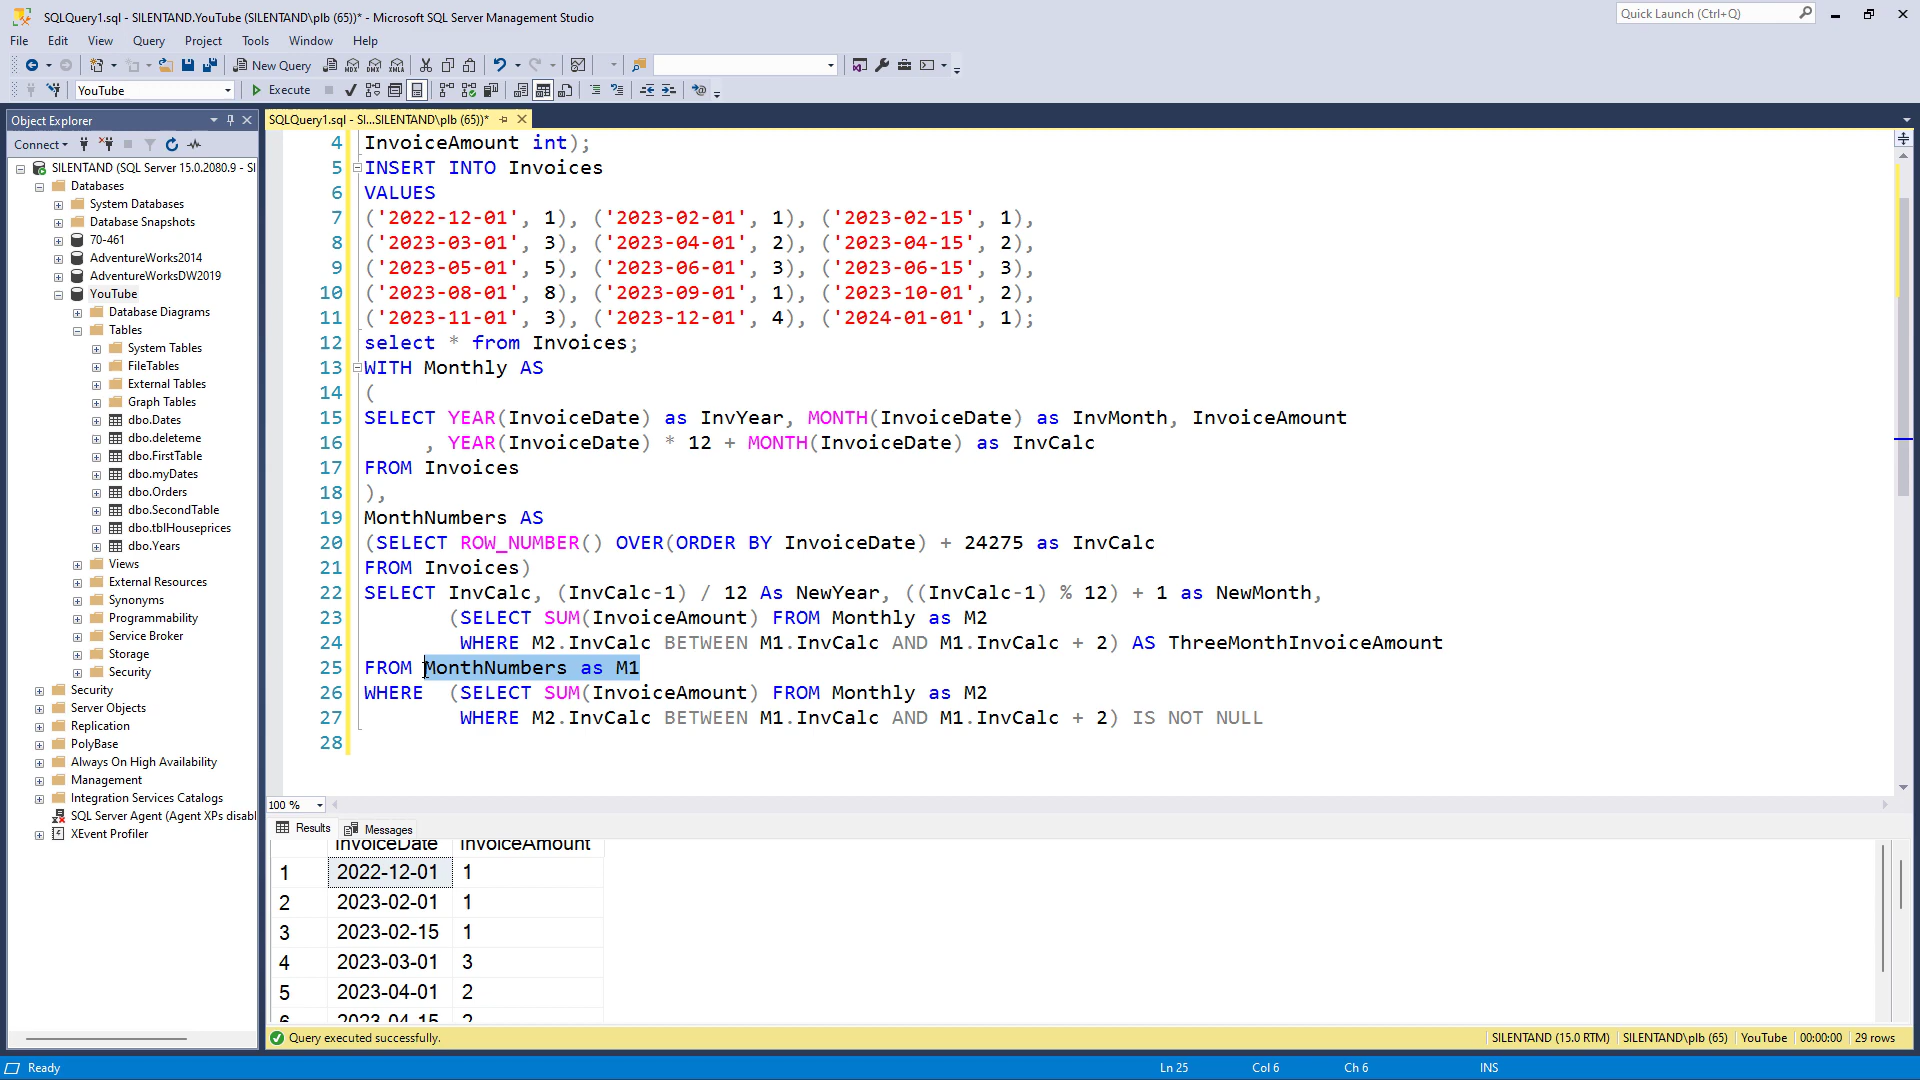 SQLQuery1.sql - SILENTAND.YouTube (SILENTAND\plb (65))* - Microsoft SQL Server Management Studio
Quick Launch (Ctrl+Q)
File Edit View Query Project Tools Window Help
New Query
YouTube
Execute
Object Explorer
SQLQuery1.sql - SI...SILENTAND\plb (65))*
Connect
SILENTAND (SQL Server 15.0.2080.9 - SI
Databases
System Databases
Database Snapshots
70-461
AdventureWorks2014
AdventureWorksDW2019
YouTube
Database Diagrams
Tables
System Tables
FileTables
External Tables
Graph Tables
dbo.Dates
dbo.deleteme
dbo.FirstTable
dbo.myDates
dbo.Orders
dbo.SecondTable
dbo.tblHouseprices
dbo.Years
Views
External Resources
Synonyms
Programmability
Service Broker
Storage
Security
Security
Server Objects
Replication
PolyBase
Always On High Availability
Management
Integration Services Catalogs
SQL Server Agent (Agent XPs disabl
XEvent Profiler
4 InvoiceAmount int);
5 INSERT INTO Invoices
6 VALUES
7 ('2022-12-01', 1), ('2023-02-01', 1), ('2023-02-15', 1),
8 ('2023-03-01', 3), ('2023-04-01', 2), ('2023-04-15', 2),
9 ('2023-05-01', 5), ('2023-06-01', 3), ('2023-06-15', 3),
10 ('2023-08-01', 8), ('2023-09-01', 1), ('2023-10-01', 2),
11 ('2023-11-01', 3), ('2023-12-01', 4), ('2024-01-01', 1);
12 select * from Invoices;
13 WITH Monthly AS
14 (
15 SELECT YEAR(InvoiceDate) as InvYear, MONTH(InvoiceDate) as InvMonth, InvoiceAmount
16 , YEAR(InvoiceDate) * 12 + MONTH(InvoiceDate) as InvCalc
17 FROM Invoices
18 ),
19 MonthNumbers AS
20 (SELECT ROW_NUMBER() OVER(ORDER BY InvoiceDate) + 24275 as InvCalc
21 FROM Invoices)
22 SELECT InvCalc, (InvCalc-1) / 12 As NewYear, ((InvCalc-1) % 12) + 1 as NewMonth,
23 (SELECT SUM(InvoiceAmount) FROM Monthly as M2
24 WHERE M2.InvCalc BETWEEN M1.InvCalc AND M1.InvCalc + 2) AS ThreeMonthInvoiceAmount
25 FROM MonthNumbers as M1
26 WHERE (SELECT SUM(InvoiceAmount) FROM Monthly as M2
27 WHERE M2.InvCalc BETWEEN M1.InvCalc AND M1.InvCalc + 2) IS NOT NULL
28
100 %
Results Messages
InvoiceDate InvoiceAmount
1 2022-12-01 1
2 2023-02-01 1
3 2023-02-15 1
4 2023-03-01 3
5 2023-04-01 2
6 2023-04-15 2
Query executed successfully.
SILENTAND (15.0 RTM) SILENTAND\plb (65) YouTube 00:00:00 29 rows
Ready
Ln 25 Col 6 Ch 6 INS